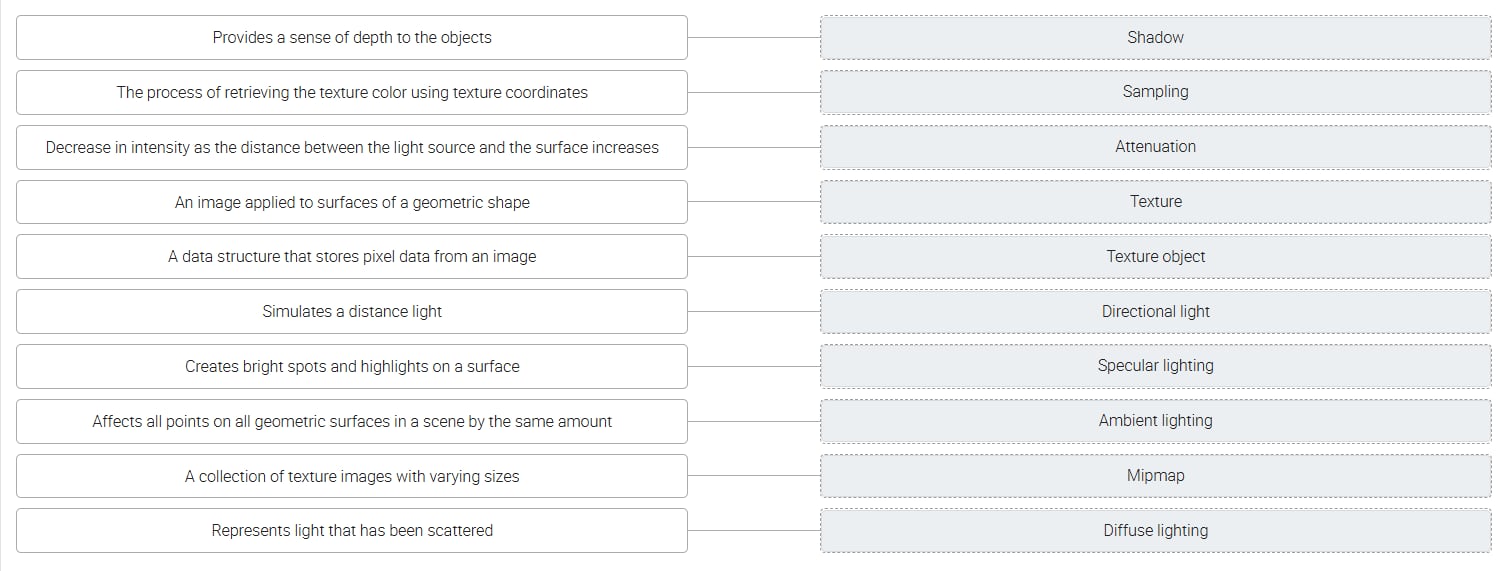 Provides a sense of depth to the objects
Shadow
The process of retrieving the texture color using texture coordinates
Sampling
Decrease in intensity as the distance between the light source and the surface increases
Attenuation
An image applied to surfaces of a geometric shape
Texture
A data structure that stores pixel data from an image
Texture object
Simulates a distance light
Directional light
Creates bright spots and highlights on a surface
Specular lighting
Affects all points on all geometric surfaces in a scene by the same amount
Ambient lighting
A collection of texture images with varying sizes
Mipmap
Represents light that has been scattered
Diffuse lighting